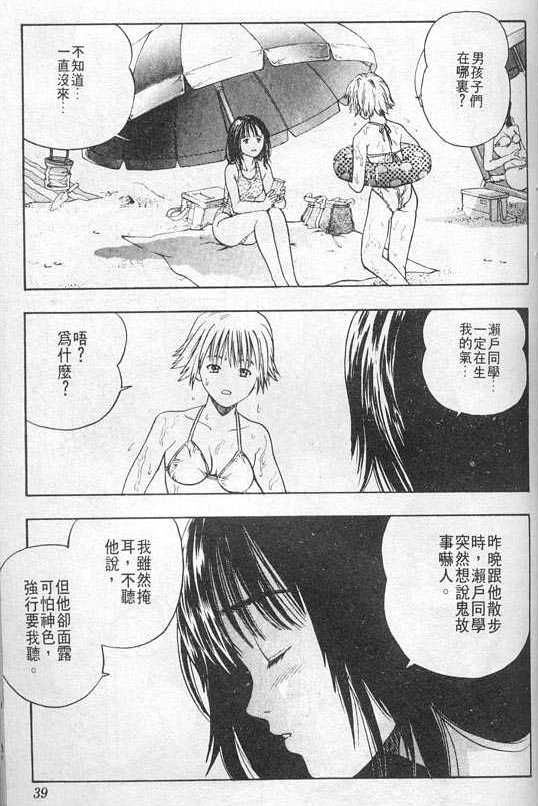 男孩子們
在哪裏?
不知道…
一直沒來…
瀨戶同學…
一定在生
我的氣…
唔?
爲什麼?
昨晚跟他散步
時,瀨戶同學
突然想說鬼故
事嚇人。
我雖然掩
耳,不聽
他說,
但他卻面露
可怕神色,
強行要我聽。
39